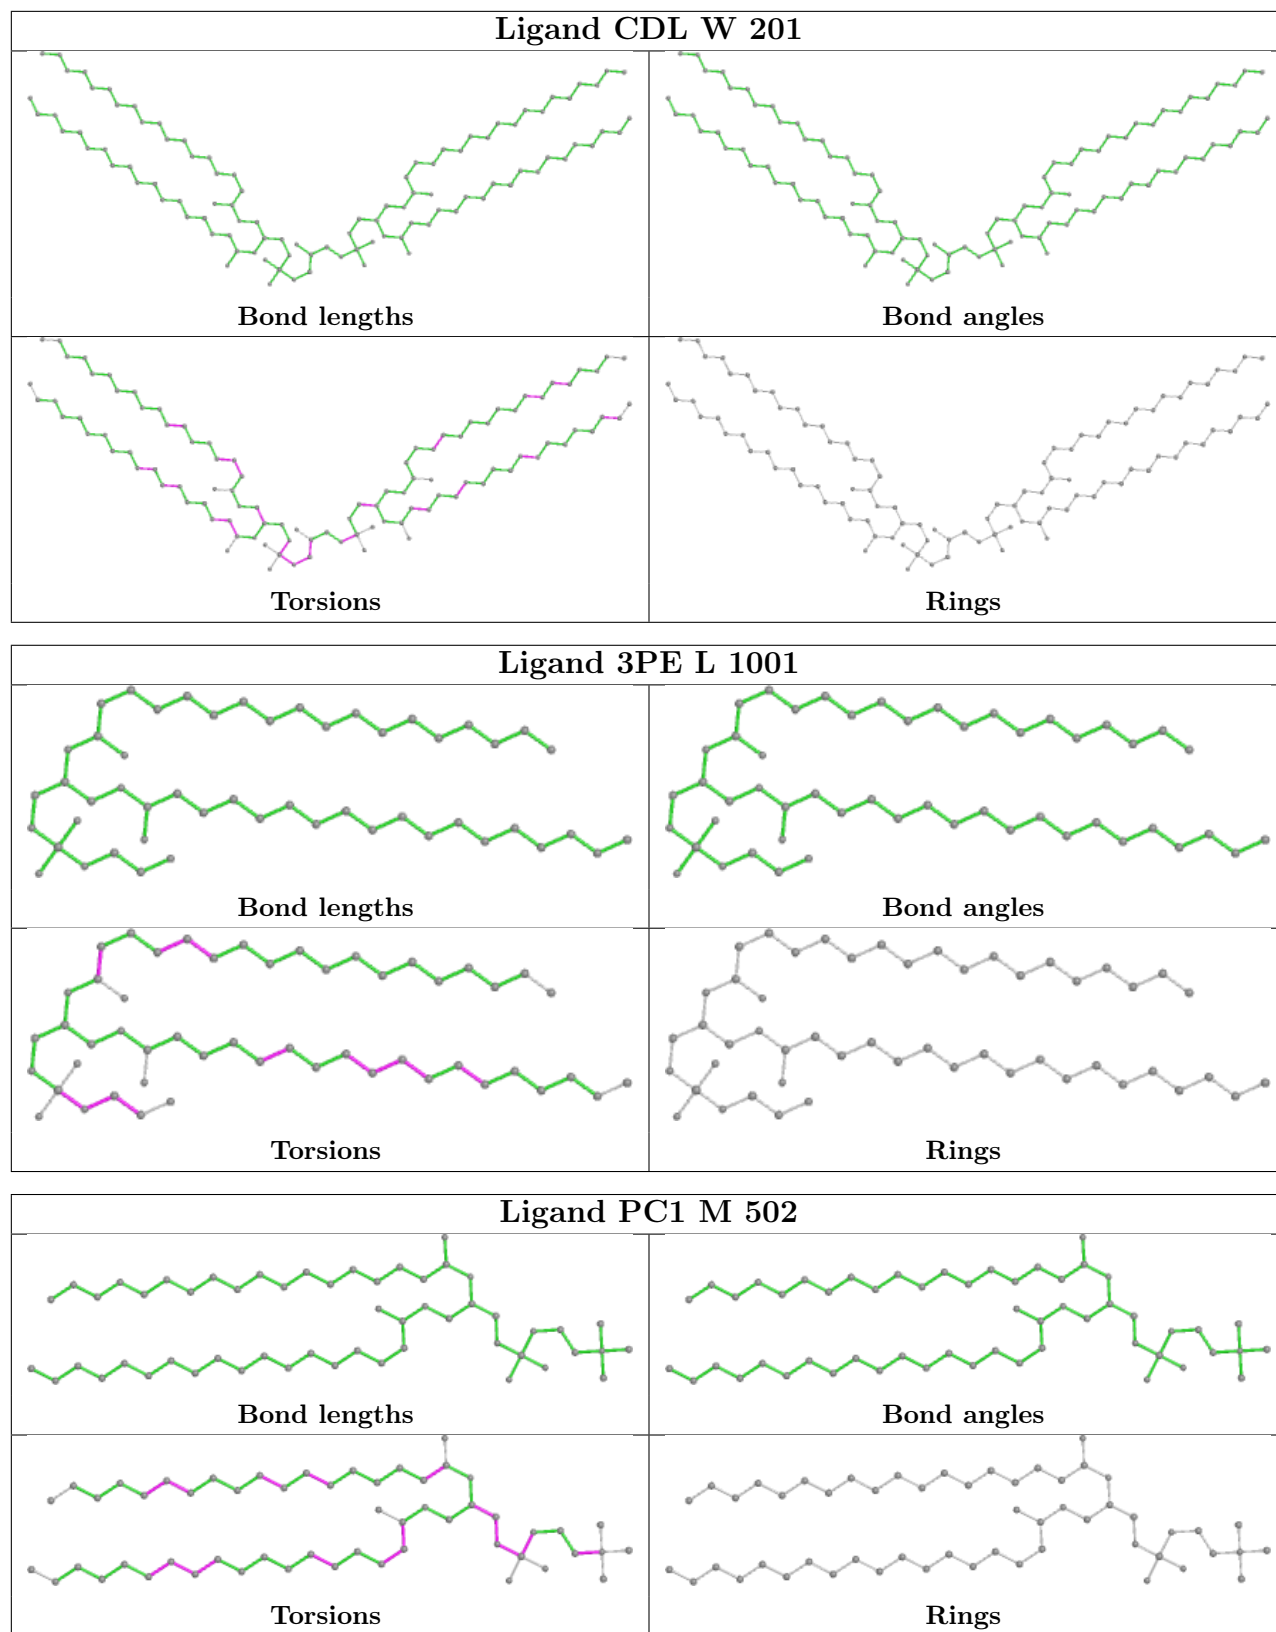 Ligand CDL W 201
Bond lengths
Bond angles
Torsions
Rings
Ligand 3PE L 1001
Bond lengths
Bond angles
Torsions
Rings
Ligand PC1 M 502
Bond lengths
Bond angles
Torsions
Rings